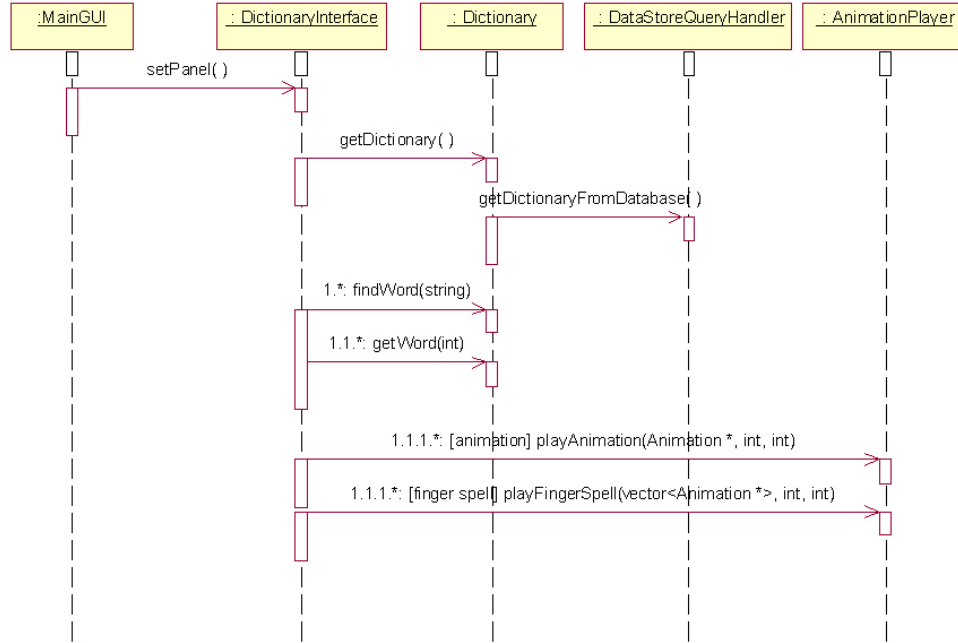 :MainGUI
: DictionaryInterface
: Dictionary
: DataStoreQueryHandler
: AnimationPlayer
setPanel( )
getDictionary( )
getDictionaryFromDatabase( )
1.*: findWord(string)
1.1.*: getWord(int)
1.1.1.*: [animation] playAnimation(Animation *, int, int)
1.1.1.*: [finger spell] playFingerSpell(vector<Animation *>, int, int)